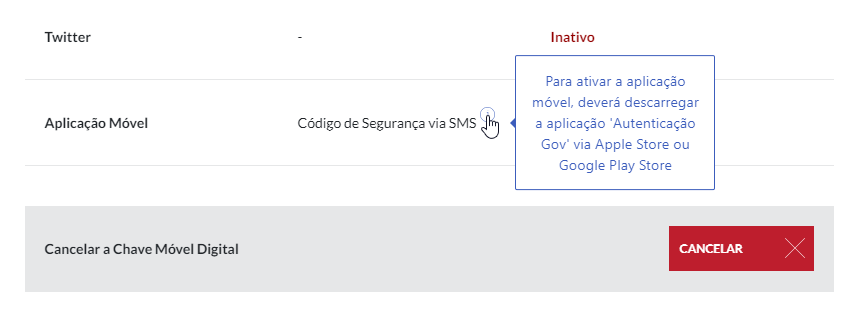 Twitter - Inativo
Aplicação Móvel Código de Segurança via SMS i
Para ativar a aplicação
móvel, deverá descarregar
a aplicação 'Autenticação
Gov' via Apple Store ou
Google Play Store
Cancelar a Chave Móvel Digital CANCELAR